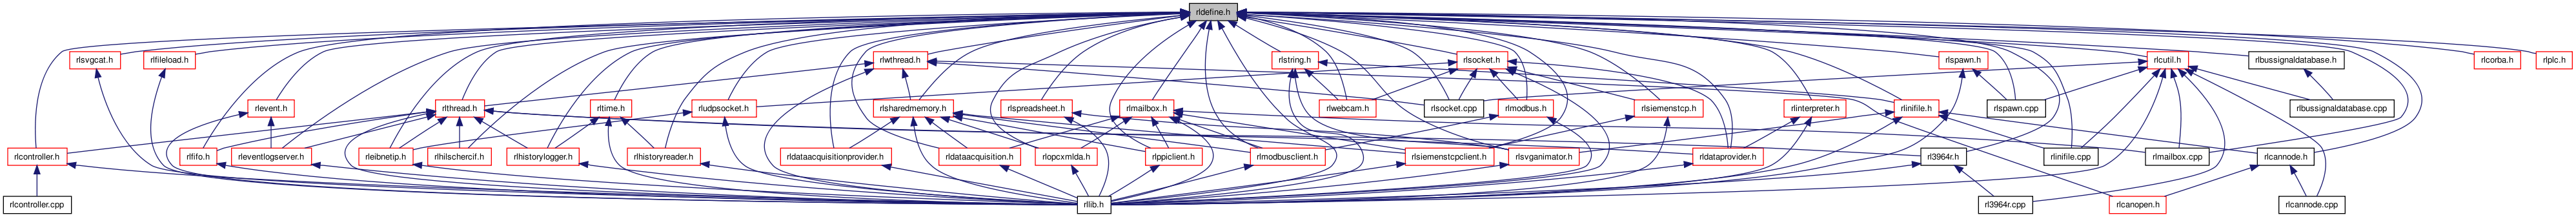 rldefine.h
rlsvgcat.h
rlfileload.h
rlwthread.h
rlstring.h
rlsocket.h
rlspawn.h
rlcutil.h
rlbussignaldatabase.h
rlcorba.h
rlplc.h
rlevent.h
rlthread.h
rltime.h
rludpsocket.h
rlsharedmemory.h
rlspreadsheet.h
rlmailbox.h
rlwebcam.h
rlsocket.cpp
rlmodbus.h
rlsiemenstcp.h
rlinterpreter.h
rlinifile.h
rlspawn.cpp
rlbussignaldatabase.cpp
rlcontroller.h
rlfifo.h
rleventlogserver.h
rleibnetip.h
rlhilschercif.h
rlhistorylogger.h
rlhistoryreader.h
rldataacquisitionprovider.h
rldataacquisition.h
rlopcxmlda.h
rlppiclient.h
rlmodbusclient.h
rlsiemenstcpclient.h
rlsvganimator.h
rldataprovider.h
rl3964r.h
rlinifile.cpp
rlmailbox.cpp
rlcannode.h
rlcontroller.cpp
rllib.h
rl3964r.cpp
rlcanopen.h
rlcannode.cpp